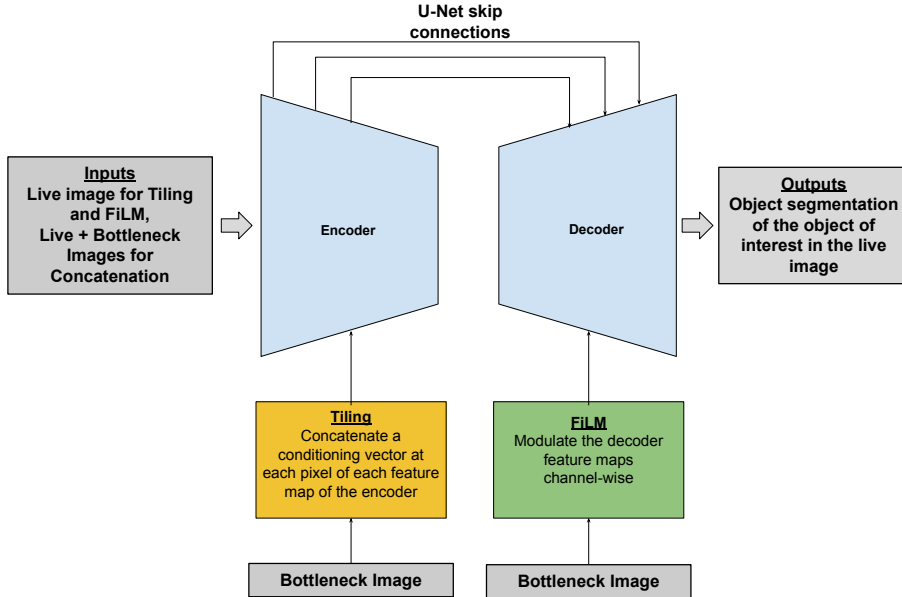 U-Net skip
connections
Inputs
Live image for Tiling
and FiLM,
Live + Bottleneck
Images for
Concatenation
Encoder
Decoder
Outputs
Object segmentation
of the object of
interest in the live
image
Tiling
Concatenate a
conditioning vector at
each pixel of each feature
map of the encoder
FiLM
Modulate the decoder
feature maps
channel-wise
Bottleneck Image
Bottleneck Image